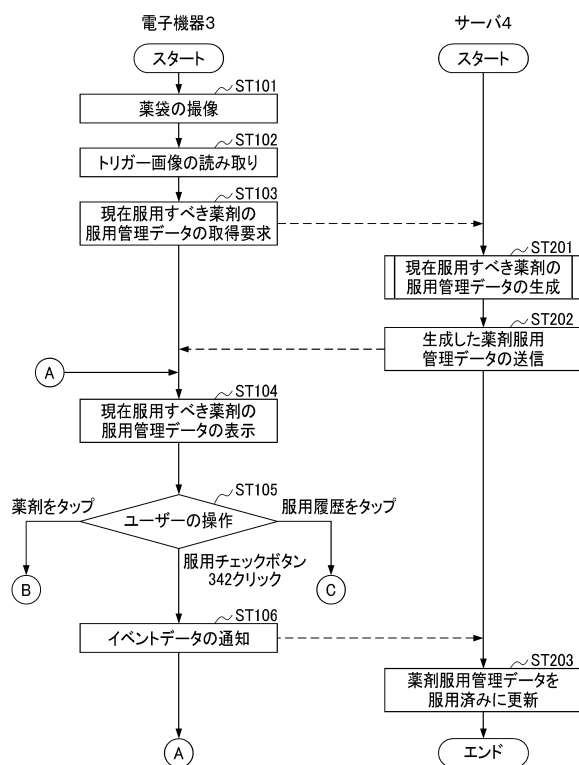 電子機器3
サーバ4
スタート
スタート
ST101
薬袋の撮像
ST102
トリガー画像の読み取り
ST103
現在服用すべき薬剤の
服用管理データの取得要求
ST201
現在服用すべき薬剤の
服用管理データの生成
ST202
生成した薬剤服用
管理データの送信
A
ST104
現在服用すべき薬剤の
服用管理データの表示
ST105
薬剤をタップ
ユーザーの操作
服用履歴をタップ
服用チェックボタン
342クリック
B
C
ST106
イベントデータの通知
ST203
薬剤服用管理データを
服用済みに更新
A
エンド